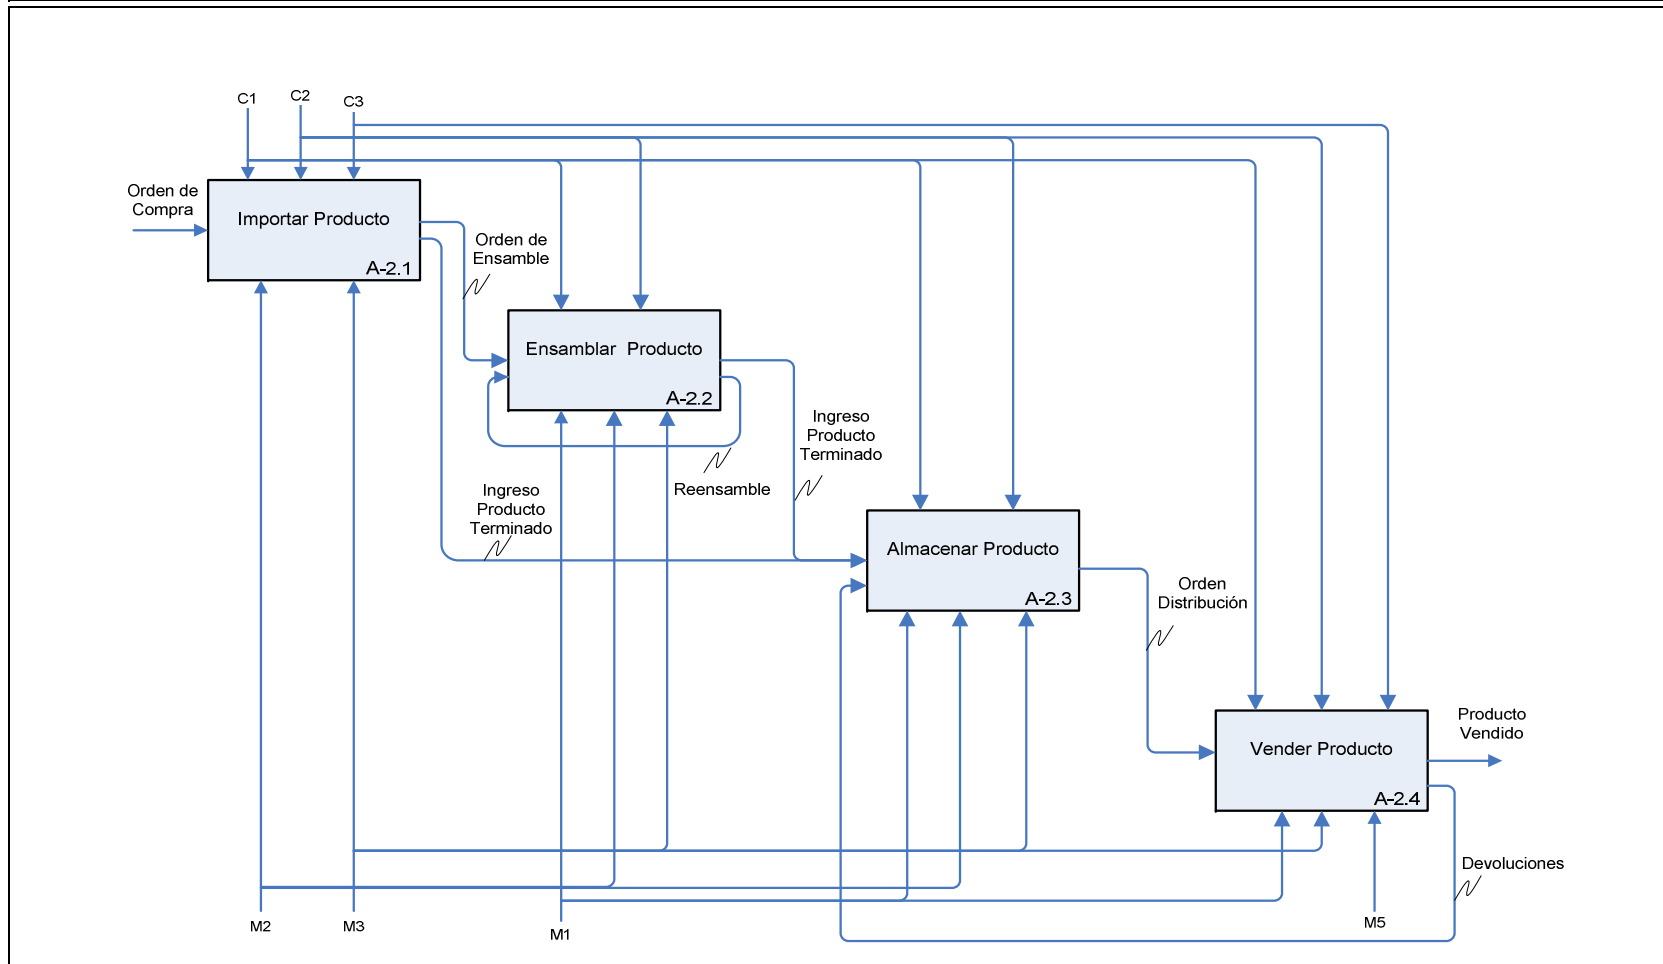 C1
C2
C3
Orden de
Compra
Importar Producto
A-2.1
Orden de
Ensamble
Ensamblar Producto
A-2.2
Reensamble
Ingreso
Producto
Terminado
Ingreso
Producto
Terminado
Almacenar Producto
A-2.3
Orden
Distribución
Vender Producto
A-2.4
Producto
Vendido
Devoluciones
M2
M3
M1
M5